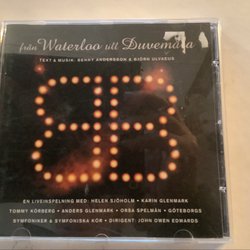 från Waterloo till Duvemåla
TEXT & MUSIK: BENNY ANDERSSON & BJÖRN ULVAEUS
BB
EN LIVEINSPELNING MED: HELEN SJÖHOLM • KARIN GLENMARK
TOMMY KÖRBERG • ANDERS GLENMARK • ORSA SPELMÄN • GÖTEBORGS
SYMFONIKER & SYMFONISKA KÖR • DIRIGENT: JOHN OWEN EDWARDS